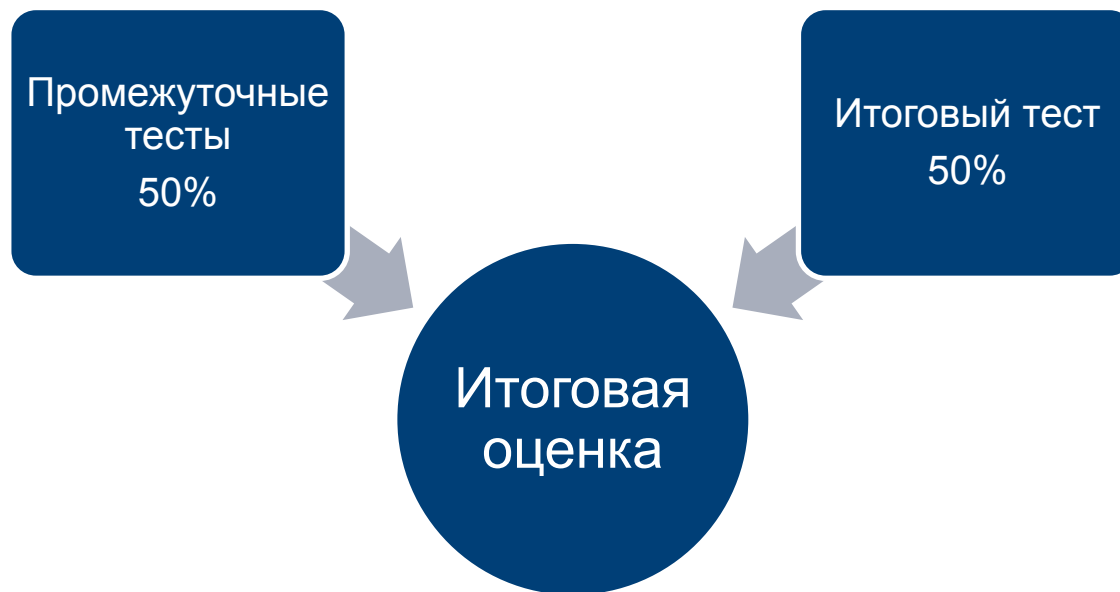 Промежуточные
тесты
50%
Итоговый тест
50%
Итоговая
оценка